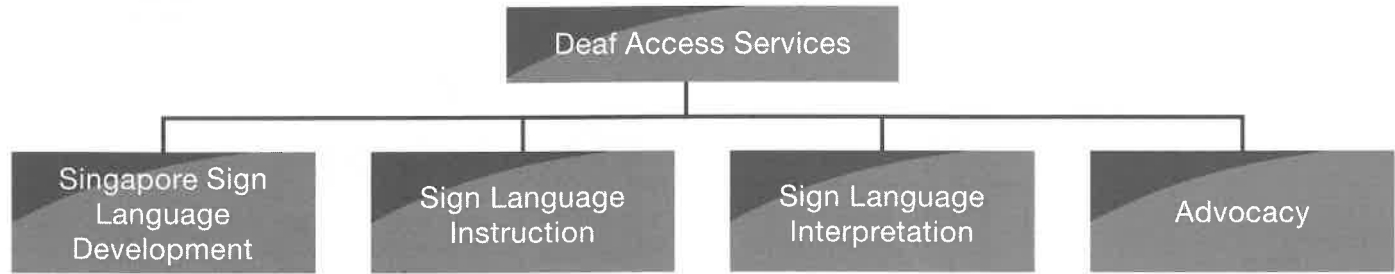 Deaf Access Services
Singapore Sign
Language
Development
Sign Language
Instruction
Sign Language
Interpretation
Advocacy